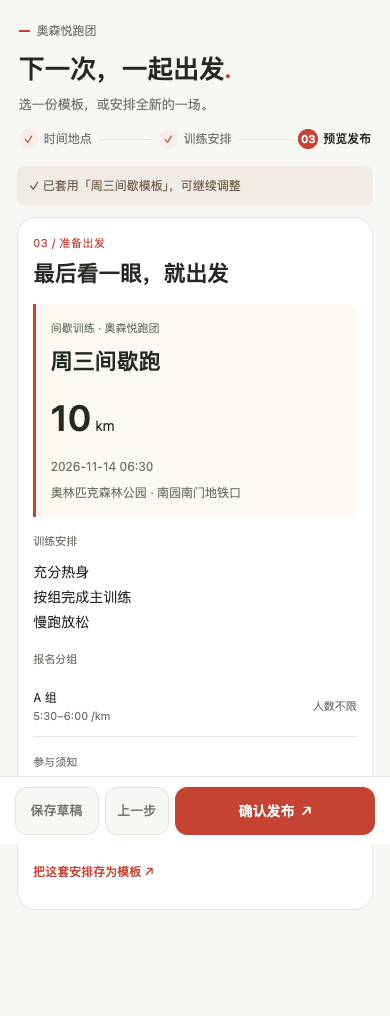 奥森悦跑团
下一次，一起出发.
选一份模板，或安排全新的一场。
✓ 时间地点 ✓ 训练安排 03 预览发布
✓ 已套用「周三间歇模板」，可继续调整
03 / 准备出发
最后看一眼，就出发
间歇训练 · 奥森悦跑团
周三间歇跑
10 km
2026-11-14 06:30
奥林匹克森林公园 · 南园南门地铁口
训练安排
充分热身
按组完成主训练
慢跑放松
报名分组
A 组
5:30–6:00 /km
人数不限
参与须知
保存草稿 上一步 确认发布 ↗
把这套安排存为模板 ↗